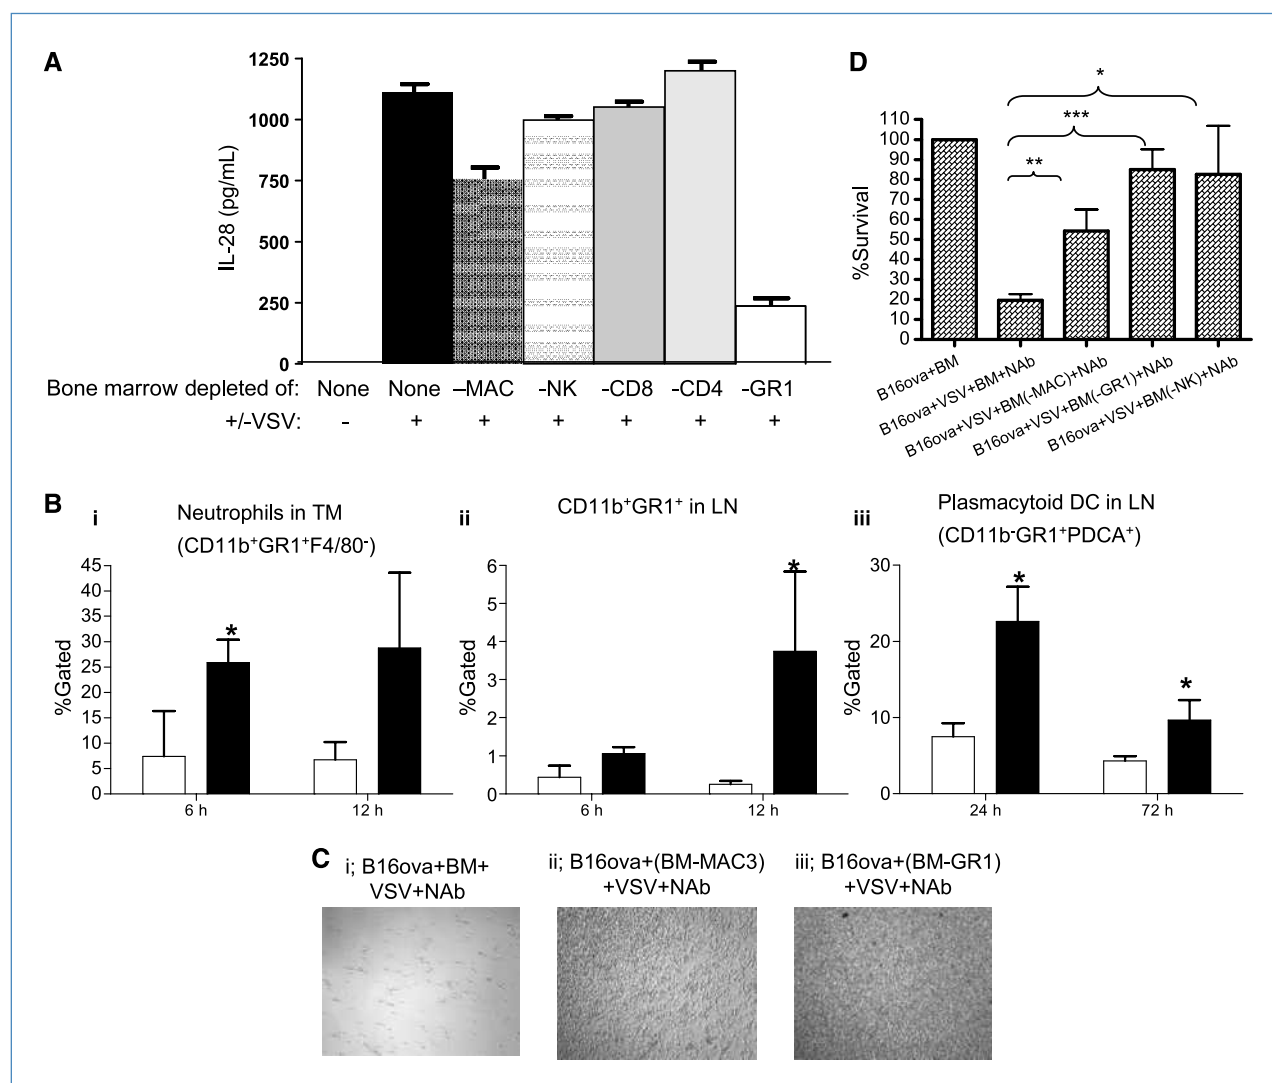 A
1250
1000
750
500
250
0
IL-28 (pg/mL)
Bone marrow depleted of: None None –MAC -NK -CD8 -CD4 -GR1
+/-VSV: - + + + + + +
D
*
***
**
110
100
90
80
70
60
50
40
30
20
10
0
%Survival
B16ova+BM
B16ova+VSV+BM+NAb
B16ova+VSV+BM(-MAC)+NAb
B16ova+VSV+BM(-GR1)+NAb
B16ova+VSV+BM(-NK)+NAb
B
i
Neutrophils in TM
(CD11b⁺GR1⁺F4/80⁻)
45
40
35
30
25
20
15
10
5
0
%Gated
*
6 h 12 h
ii
CD11b⁺GR1⁺ in LN
6
5
4
3
2
1
0
%Gated
*
6 h 12 h
iii
Plasmacytoid DC in LN
(CD11b⁻GR1⁺PDCA⁺)
30
20
10
0
%Gated
*
*
24 h 72 h
C
i; B16ova+BM+
VSV+NAb
ii; B16ova+(BM-MAC3)
+VSV+NAb
iii; B16ova+(BM-GR1)
+VSV+NAb